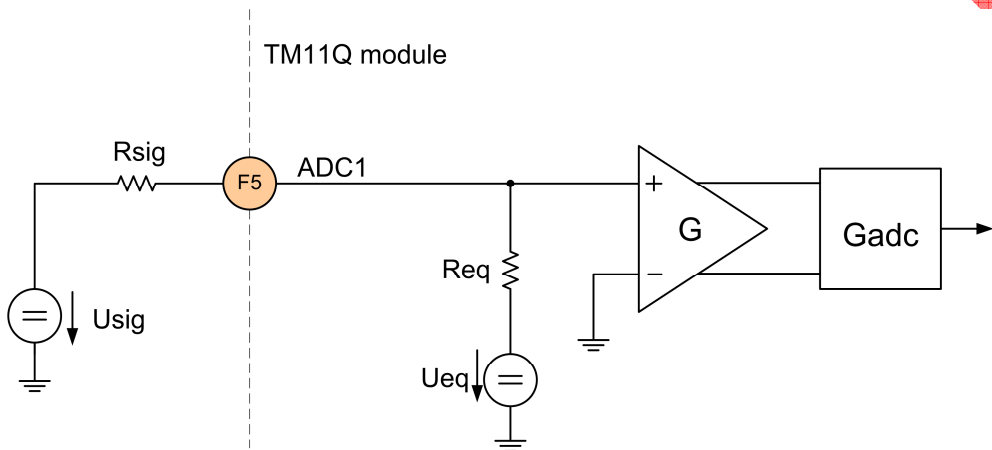 TM11Q module
Rsig
F5
ADC1
+
G
Gadc
Req
−
Usig
Ueq